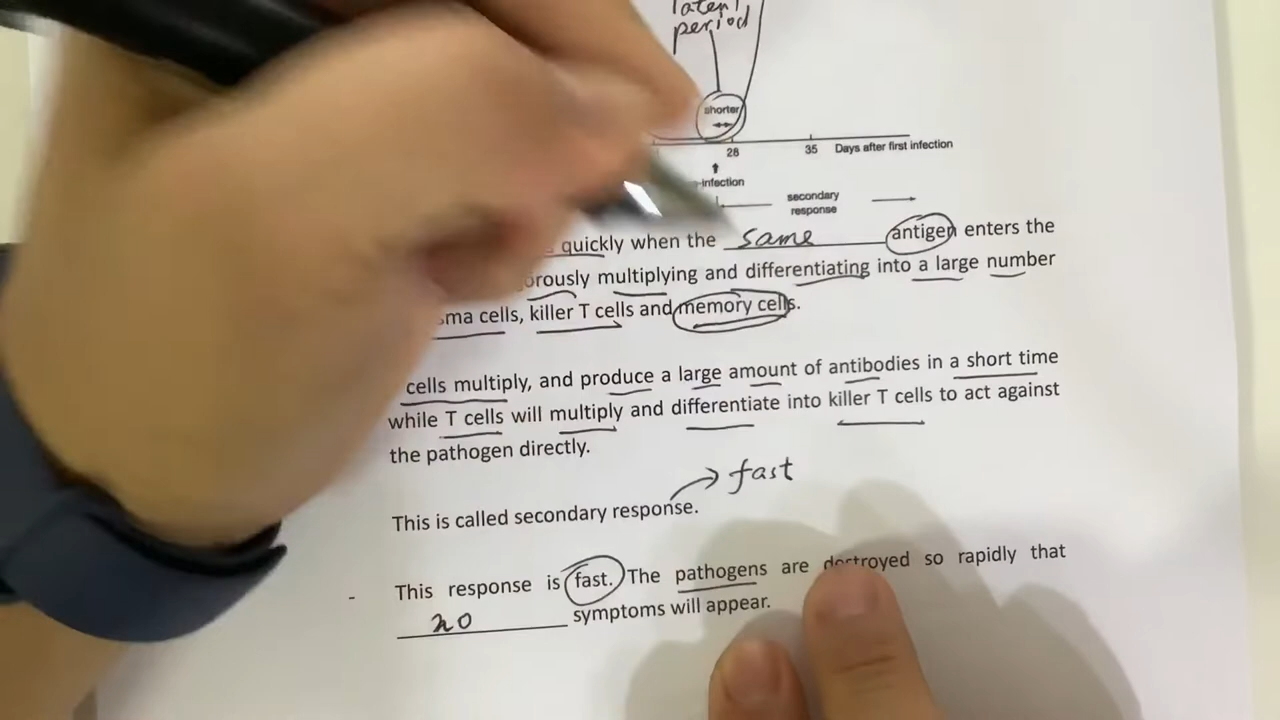 latent
period
shorter
28 35 Days after first infection
-infection
secondary
response
quickly when the same antigen enters the
multiplying and differentiating into a large number
cells, killer T cells and memory cells.
cells multiply, and produce a large amount of antibodies in a short time
while T cells will multiply and differentiate into killer T cells to act against
the pathogen directly.
fast
This is called secondary response.
- This response is fast. The pathogens are destroyed so rapidly that
no symptoms will appear.